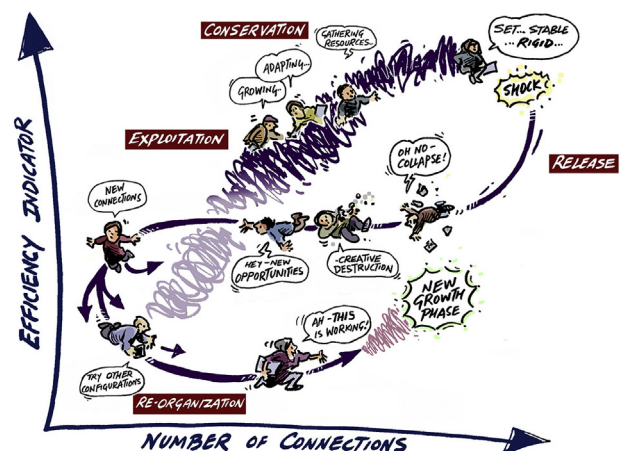 CONSERVATION
GATHERING
RESOURCES...
SET... STABLE
...RIGID...
ADAPTING...
GROWING...
SHOCK!
EXPLOITATION
OH NO-
COLLAPSE!
RELEASE
NEW
CONNECTIONS
HEY-NEW
OPPORTUNITIES
-CREATIVE
DESTRUCTION
NEW
GROWTH
PHASE
AH-THIS
IS WORKING!
TRY OTHER
CONFIGURATIONS
RE-ORGANIZATION
EFFICIENCY INDICATOR
NUMBER OF CONNECTIONS